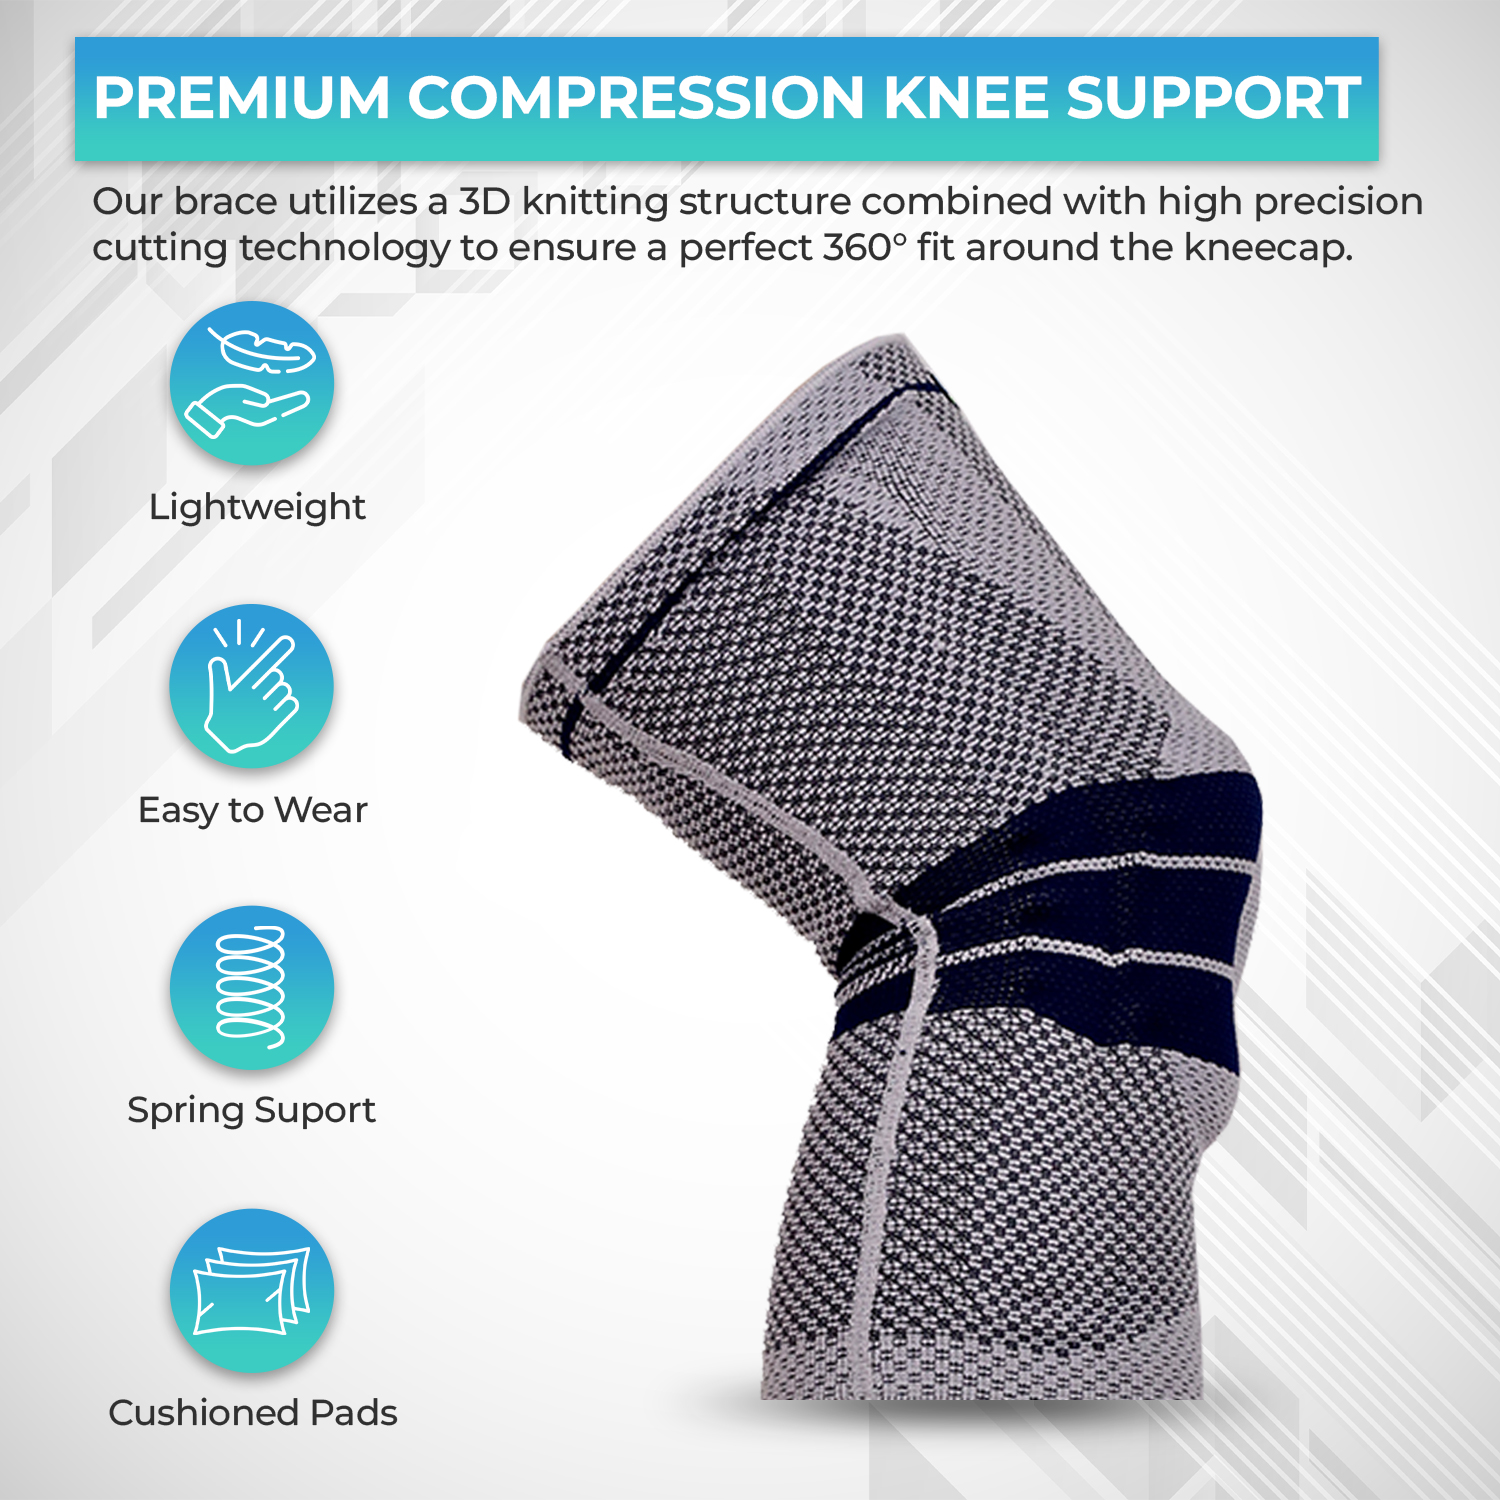 PREMIUM COMPRESSION KNEE SUPPORT
Our brace utilizes a 3D knitting structure combined with high precision
cutting technology to ensure a perfect 360° fit around the kneecap.
Lightweight
Easy to Wear
Spring Suport
Cushioned Pads